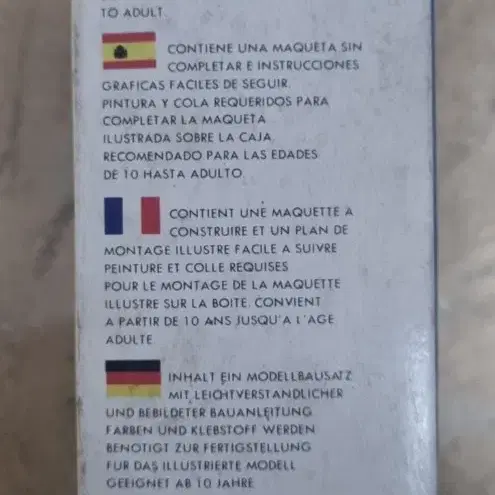 TO ADULT.
CONTIENE UNA MAQUETA SIN
COMPLETAR E INSTRUCCIONES
GRAFICAS FACILES DE SEGUIR.
PINTURA Y COLA REQUERIDOS PARA
COMPLETAR LA MAQUETA
ILUSTRADA SOBRE LA CAJA.
RECOMENDADO PARA LAS EDADES
DE 10 HASTA ADULTO.
CONTIENT UNE MAQUETTE A
CONSTRUIRE ET UN PLAN DE
MONTAGE ILLUSTRE FACILE A SUIVRE
PEINTURE ET COLLE REQUISES
POUR LE MONTAGE DE LA MAQUETTE
ILLUSTRE SUR LA BOITE. CONVIENT
A PARTIR DE 10 ANS JUSQU'A L'AGE
ADULTE.
INHALT EIN MODELLBAUSATZ
MIT LEICHTVERSTANDLICHER
UND BEBILDETER BAUANLEITUNG
FARBEN UND KLEBSTOFF WERDEN
BENOTIGT ZUR FERTIGSTELLUNG
FUR DAS ILLUSTRIERTE MODELL
GEEIGNET AB 10 JAHRE